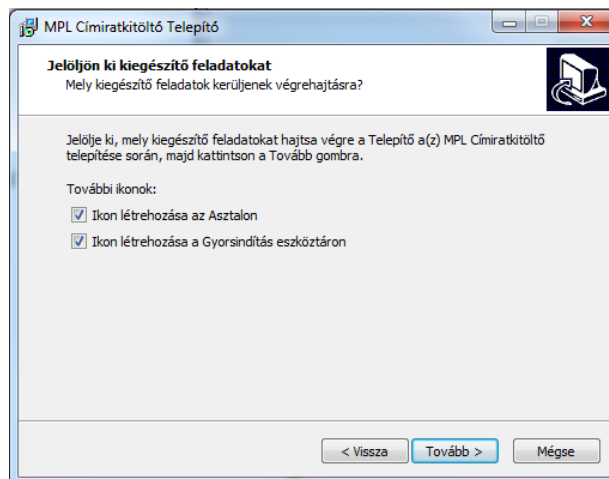 MPL Címiratkitöltő Telepítő
Jelöljön ki kiegészítő feladatokat
Mely kiegészítő feladatok kerüljenek végrehajtásra?
Jelölje ki, mely kiegészítő feladatokat hajtsa végre a Telepítő a(z) MPL Címiratkitöltő
telepítése során, majd kattintson a Tovább gombra.
További ikonok:
Ikon létrehozása az Asztalon
Ikon létrehozása a Gyorsindítás eszköztáron
< Vissza
Tovább >
Mégse